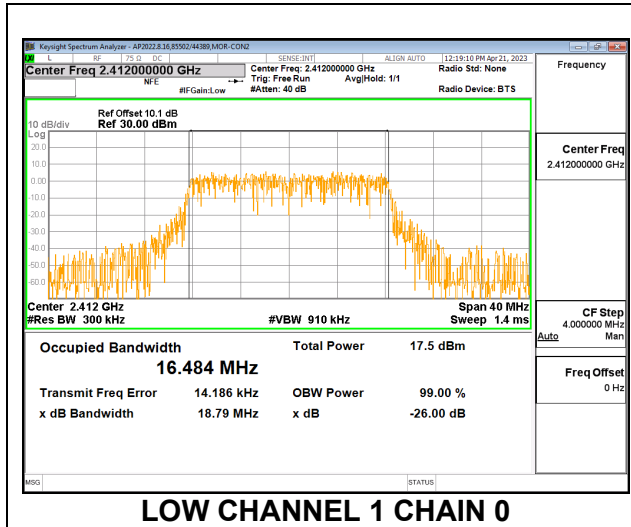 Keysight Spectrum Analyzer - AP2022.8.16,85502/44389,MOR-CON2
L RF 75 Ω DC SENSE:INT ALIGN AUTO 12:19:10 PM Apr 21, 2023
Center Freq 2.412000000 GHz
NFE
#IFGain:Low
Center Freq: 2.412000000 GHz
Trig: Free Run Avg|Hold: 1/1
#Atten: 40 dB
Radio Std: None
Radio Device: BTS
Frequency
Ref Offset 10.1 dB
10 dB/div Ref 30.00 dBm
Log
20.0
10.0
0.00
-10.0
-20.0
-30.0
-40.0
-50.0
-60.0
Center 2.412 GHz Span 40 MHz
#Res BW 300 kHz #VBW 910 kHz Sweep 1.4 ms
Center Freq
2.412000000 GHz
CF Step
4.000000 MHz
Auto Man
Freq Offset
0 Hz
Occupied Bandwidth Total Power 17.5 dBm
16.484 MHz
Transmit Freq Error 14.186 kHz OBW Power 99.00 %
x dB Bandwidth 18.79 MHz x dB -26.00 dB
MSG STATUS
LOW CHANNEL 1 CHAIN 0